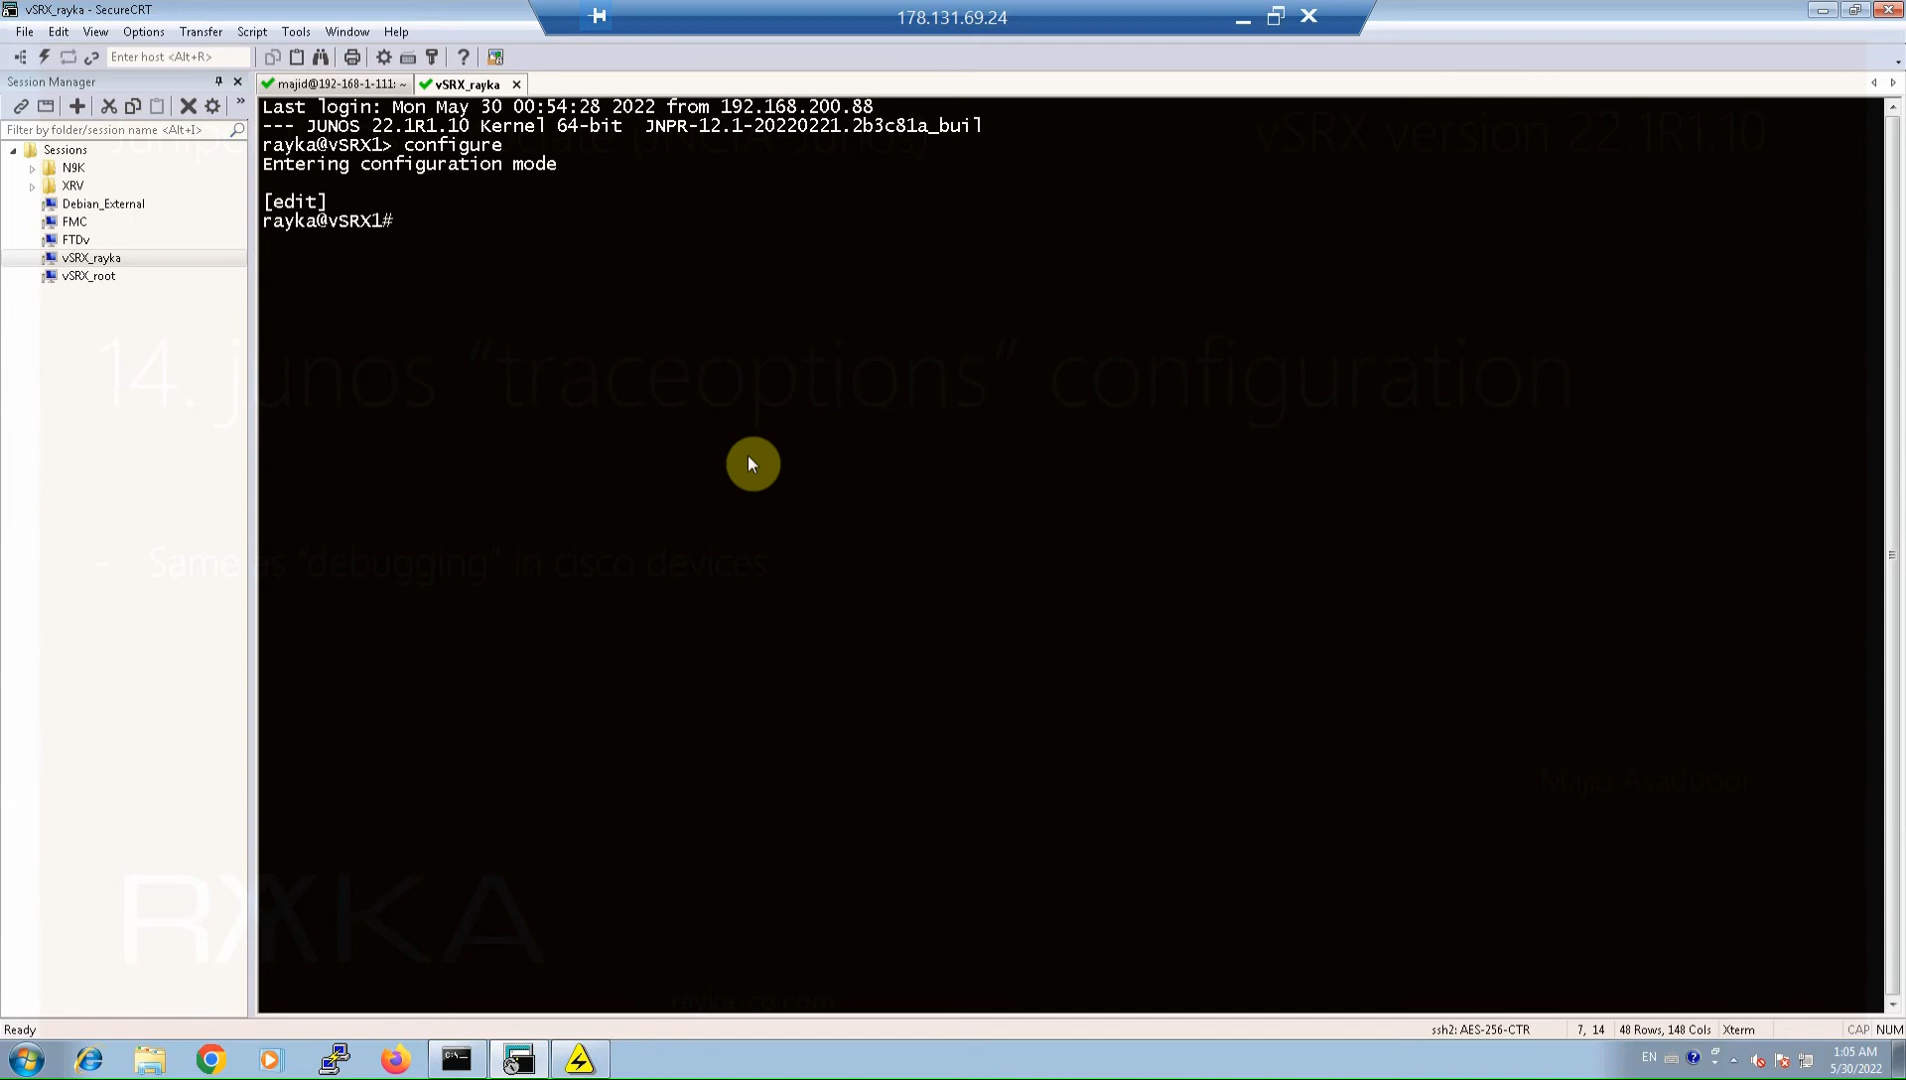 vSRX_rayka - SecureCRT
178.131.69.24
File Edit View Options Transfer Script Tools Window Help
Enter host <Alt+R>
Session Manager
majid@192-168-1-111: ~
vSRX_rayka
Filter by folder/session name <Alt+I>
Sessions
N9K
XRV
Debian_External
FMC
FTDv
vSRX_rayka
vSRX_root
Last login: Mon May 30 00:54:28 2022 from 192.168.200.88
--- JUNOS 22.1R1.10 Kernel 64-bit  JNPR-12.1-20220221.2b3c81a_buil
rayka@vSRX1> configure
Entering configuration mode
[edit]
rayka@vSRX1#
vSRX version 22.1R1.10
14. junos “traceoptions” configuration
- Same as “debugging” in cisco devices
RAYKA
rayka-co.com
Ready
ssh2: AES-256-CTR
7, 14
48 Rows, 148 Cols
Xterm
CAP NUM
EN
1:05 AM
5/30/2022